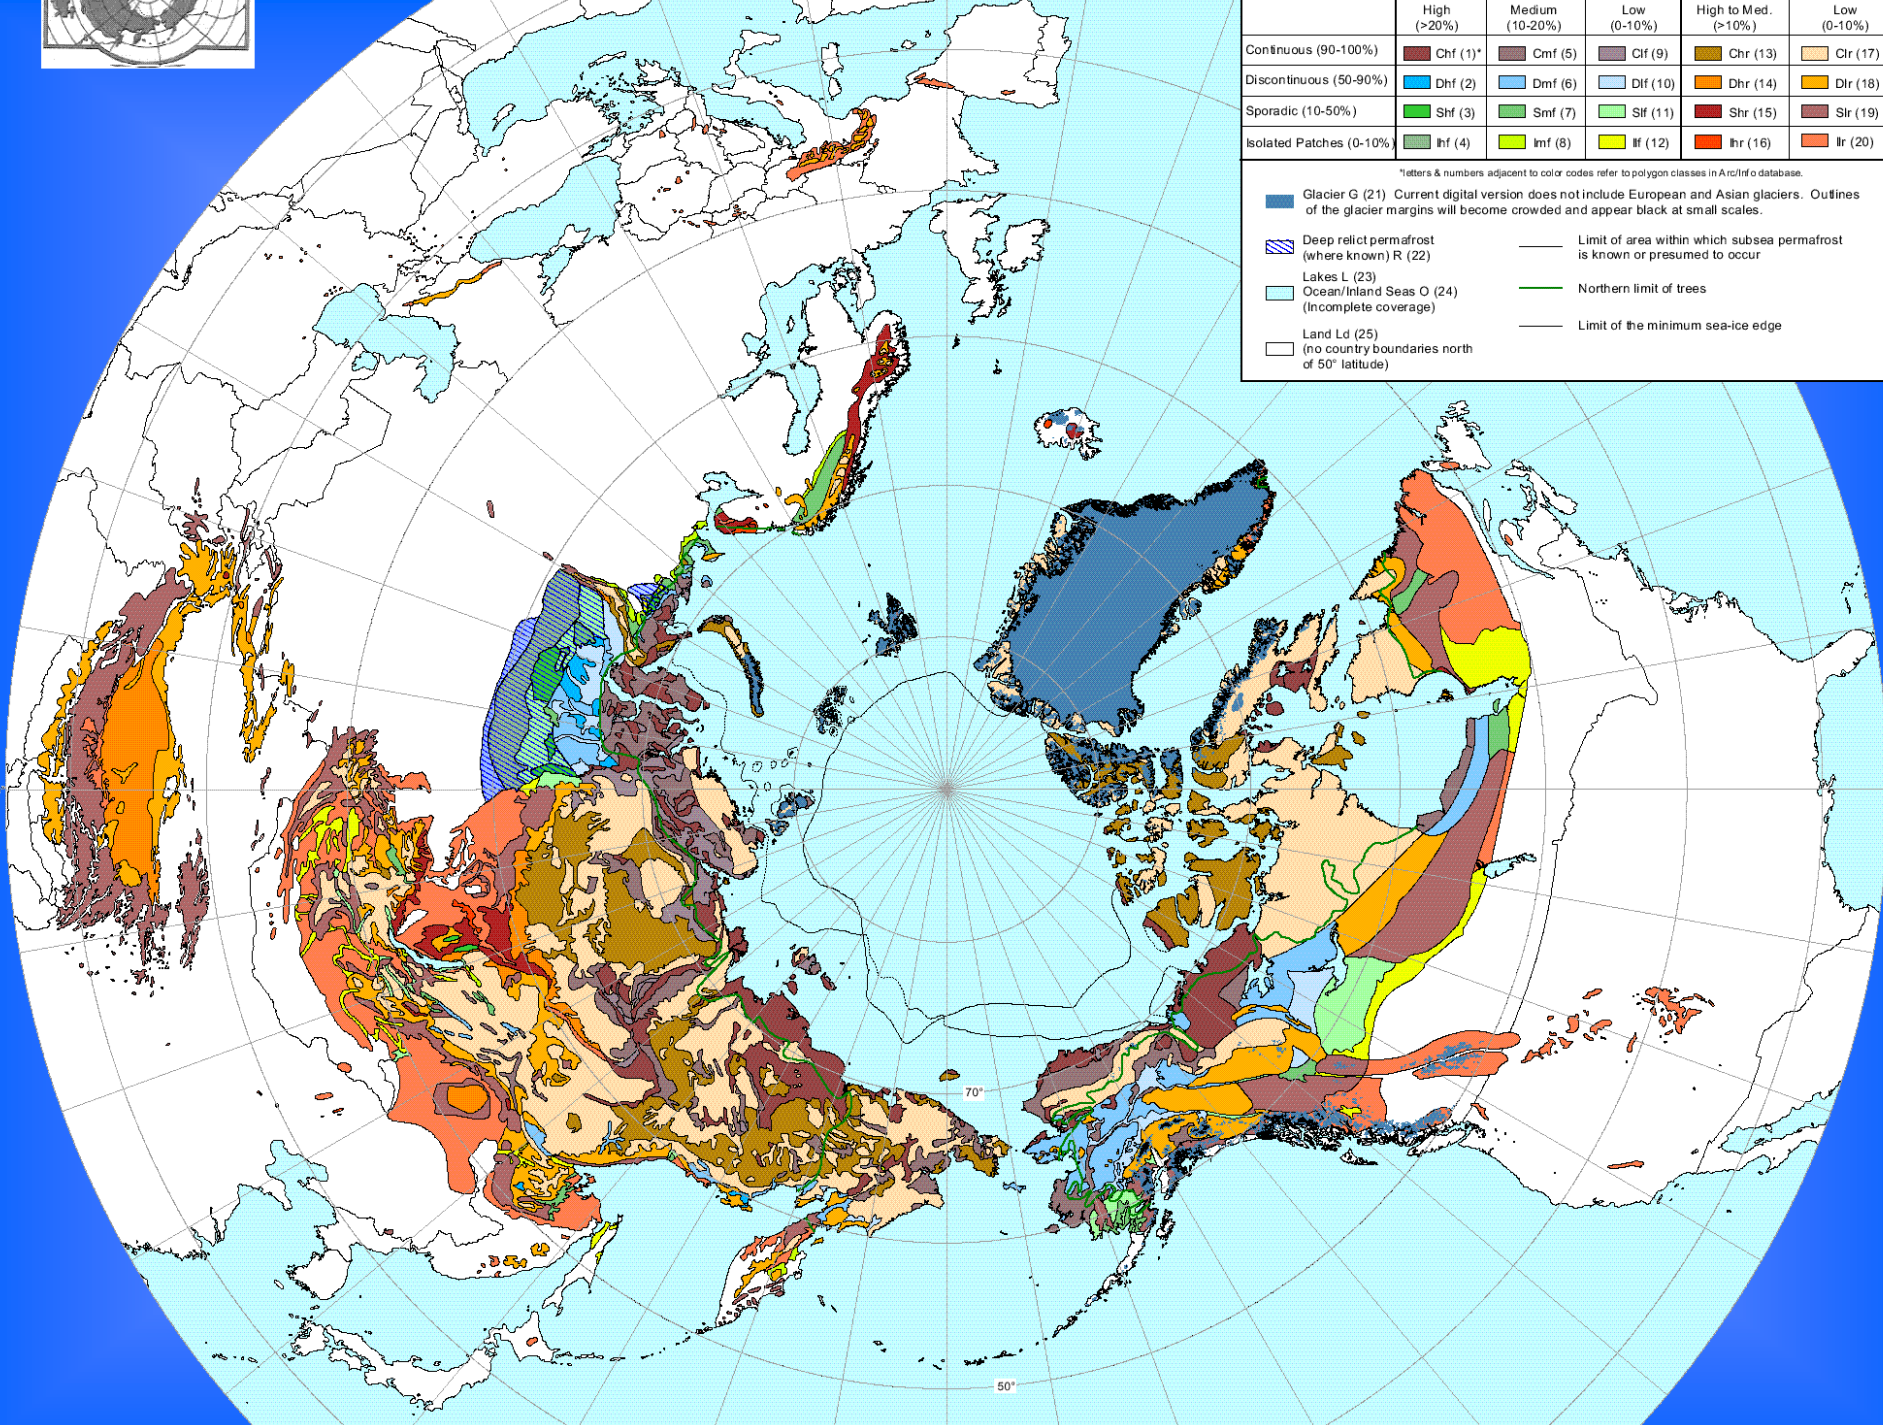 High Medium Low High to Med. Low
(>20%) (10-20%) (0-10%) (>10%) (0-10%)
Continuous (90-100%) Chf (1)* Cmf (5) Clf (9) Chr (13) Clr (17)
Discontinuous (50-90%) Dhf (2) Dmf (6) Dlf (10) Dhr (14) Dlr (18)
Sporadic (10-50%) Shf (3) Smf (7) Slf (11) Shr (15) Slr (19)
Isolated Patches (0-10%) Ihf (4) Imf (8) Ilf (12) Ihr (16) Ilr (20)
*letters & numbers adjacent to color codes refer to polygon classes in Arc/Info database.
Glacier G (21) Current digital version does not include European and Asian glaciers. Outlines
of the glacier margins will become crowded and appear black at small scales.
Deep relict permafrost
(where known) R (22)
Lakes L (23)
Ocean/Inland Seas O (24)
(Incomplete coverage)
Land Ld (25)
(no country boundaries north
of 50° latitude)
Limit of area within which subsea permafrost
is known or presumed to occur
Northern limit of trees
Limit of the minimum sea-ice edge
70°
50°